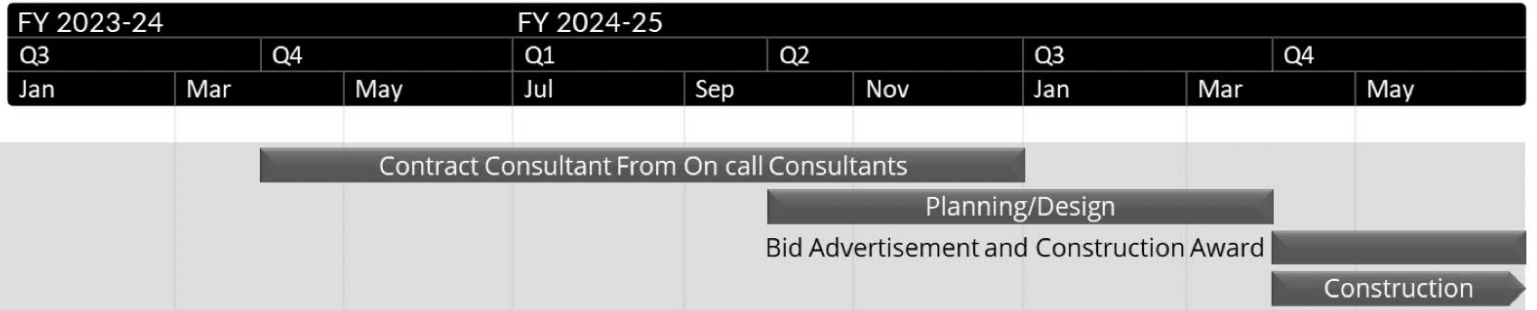 FY 2023-24 FY 2024-25
Q3 Q4 Q1 Q2 Q3 Q4
Jan Mar May Jul Sep Nov Jan Mar May
Contract Consultant From On call Consultants
Planning/Design
Bid Advertisement and Construction Award
Construction